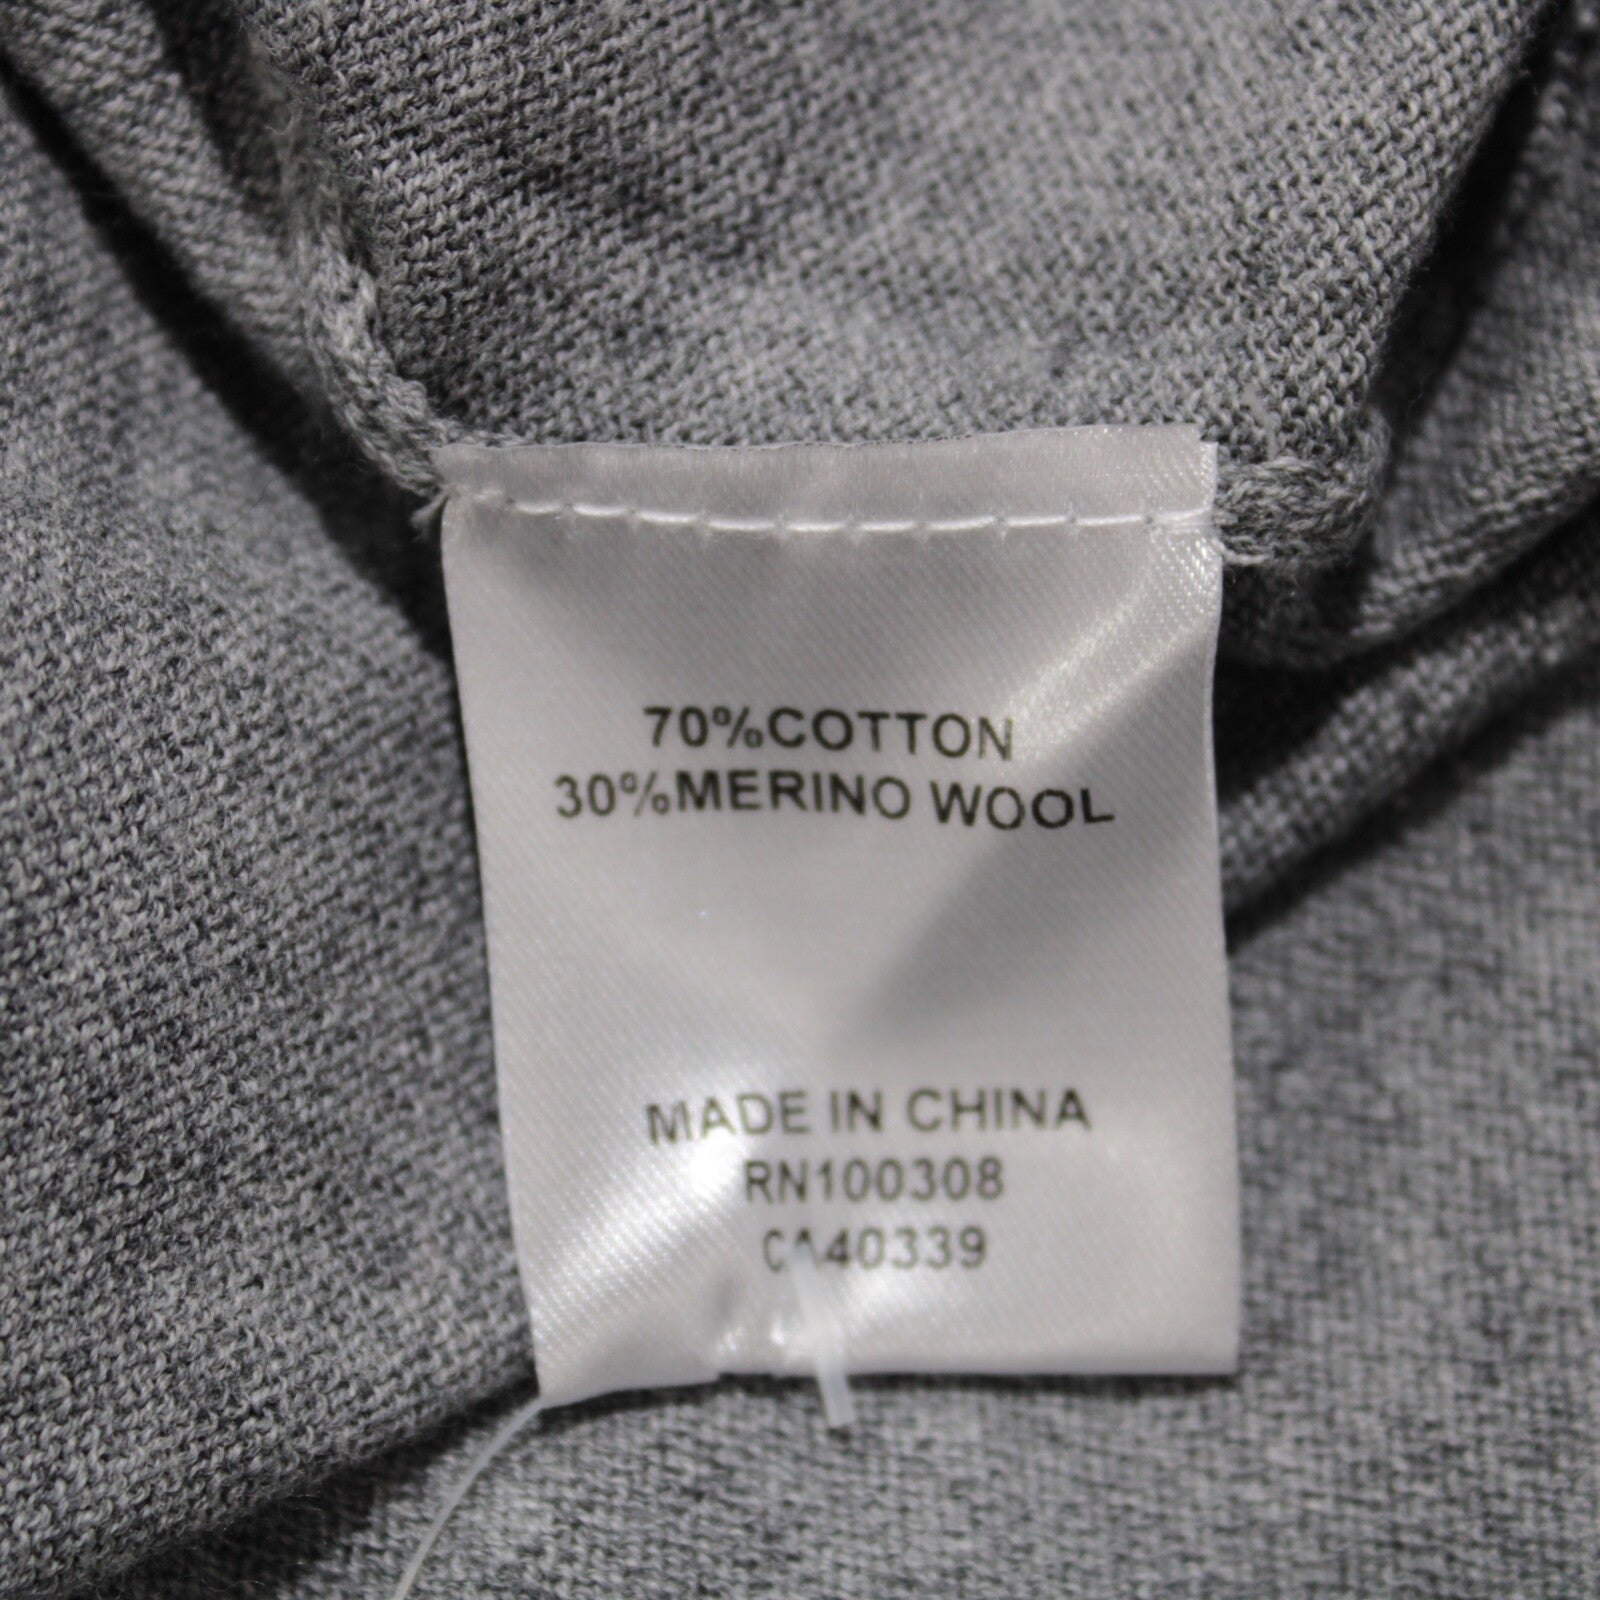 70%COTTON
30%MERINO WOOL
MADE IN CHINA
RN100308
CA40339